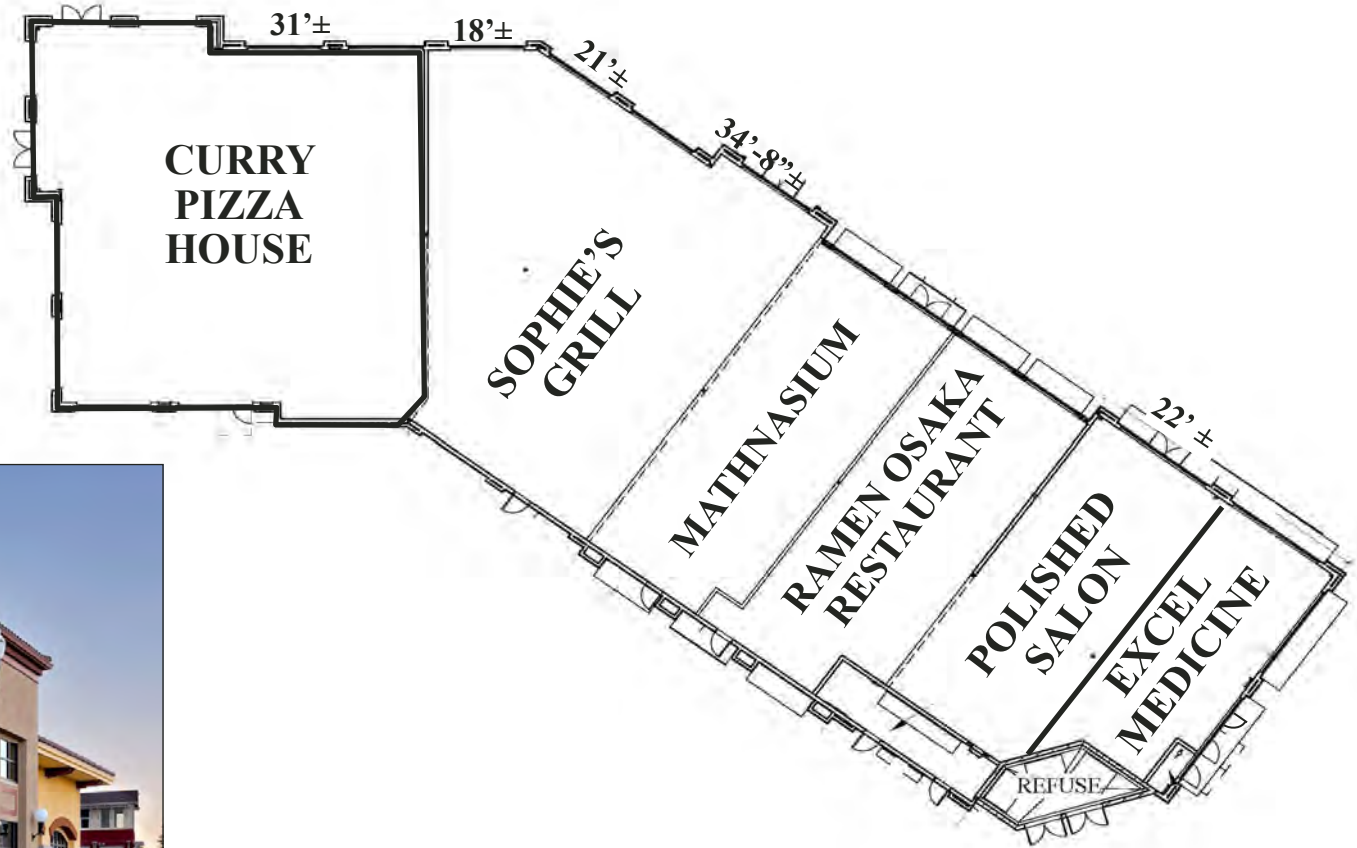 31’±
18’±
21’±
34’-8”±
CURRY
PIZZA
HOUSE
SOPHIE’S
GRILL
MATHNASIUM
RAMEN OSAKA
RESTAURANT
22’ ±
POLISHED
SALON
EXCEL
MEDICINE
REFUSE